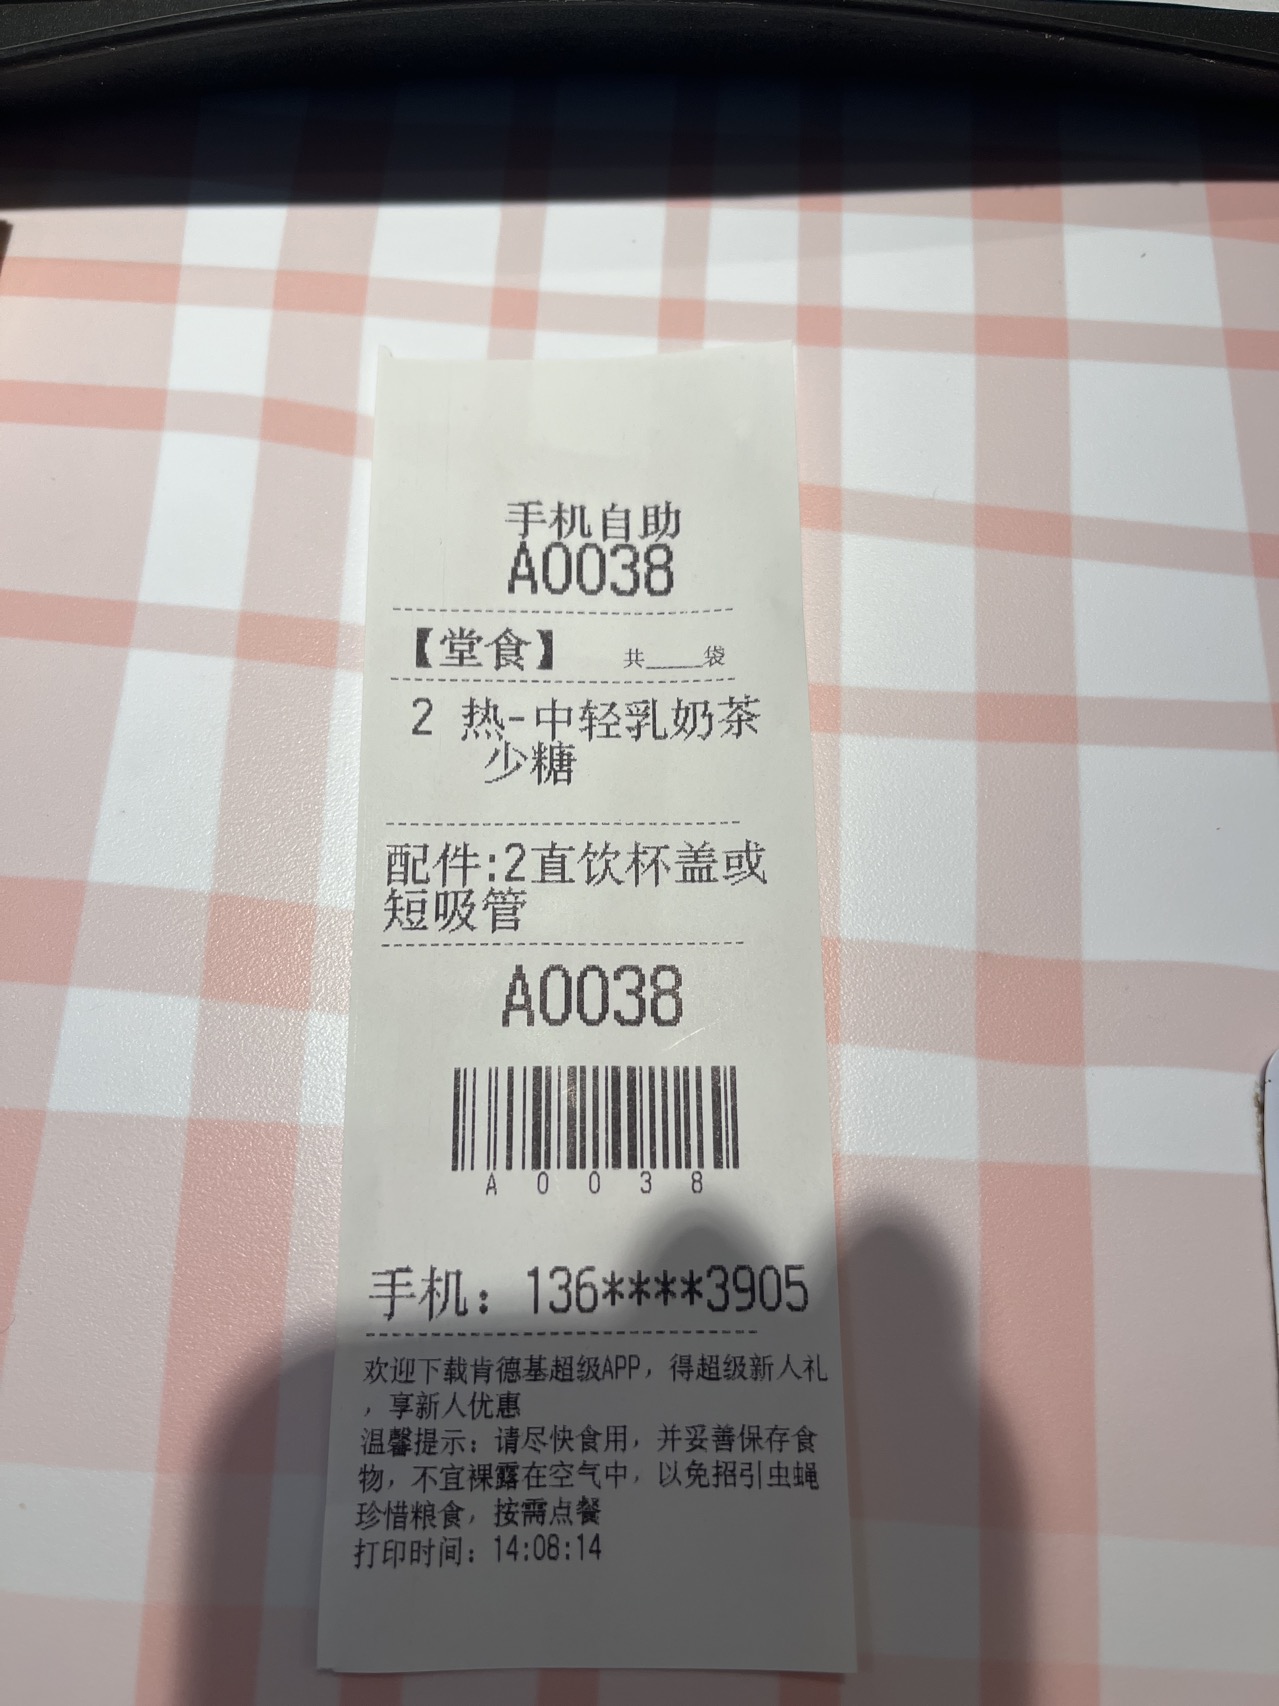 手机自助
A0038
【堂食】 共_____袋
2 热-中轻乳奶茶
少糖
配件:2直饮杯盖或
短吸管
A0038
A 0 0 3 8
手机：136****3905
欢迎下载肯德基超级APP，得超级新人礼
，享新人优惠
温馨提示：请尽快食用，并妥善保存食
物，不宜裸露在空气中，以免招引虫蝇
珍惜粮食，按需点餐
打印时间：14:08:14